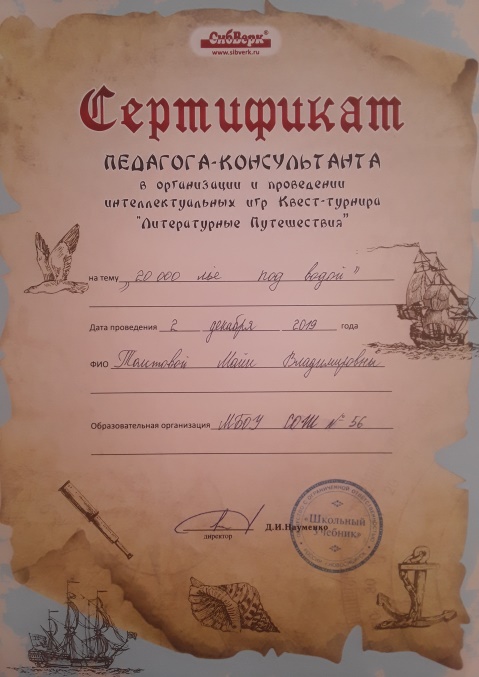 СибВерк®
www.sibverk.ru
Сертификат
ПЕДАГОГА-КОНСУЛЬТАНТА
в организации и проведении
интеллектуальных игр Квест-турнира
"Литературные Путешествия"
на тему „20 000 лье под водой"
Дата проведения 2 декабря 2019 года
ФИО Владимировны
Образовательная организация МБОУ СОШ № 56
директор
Д.И.Науменко
«Школьный
Учебник»